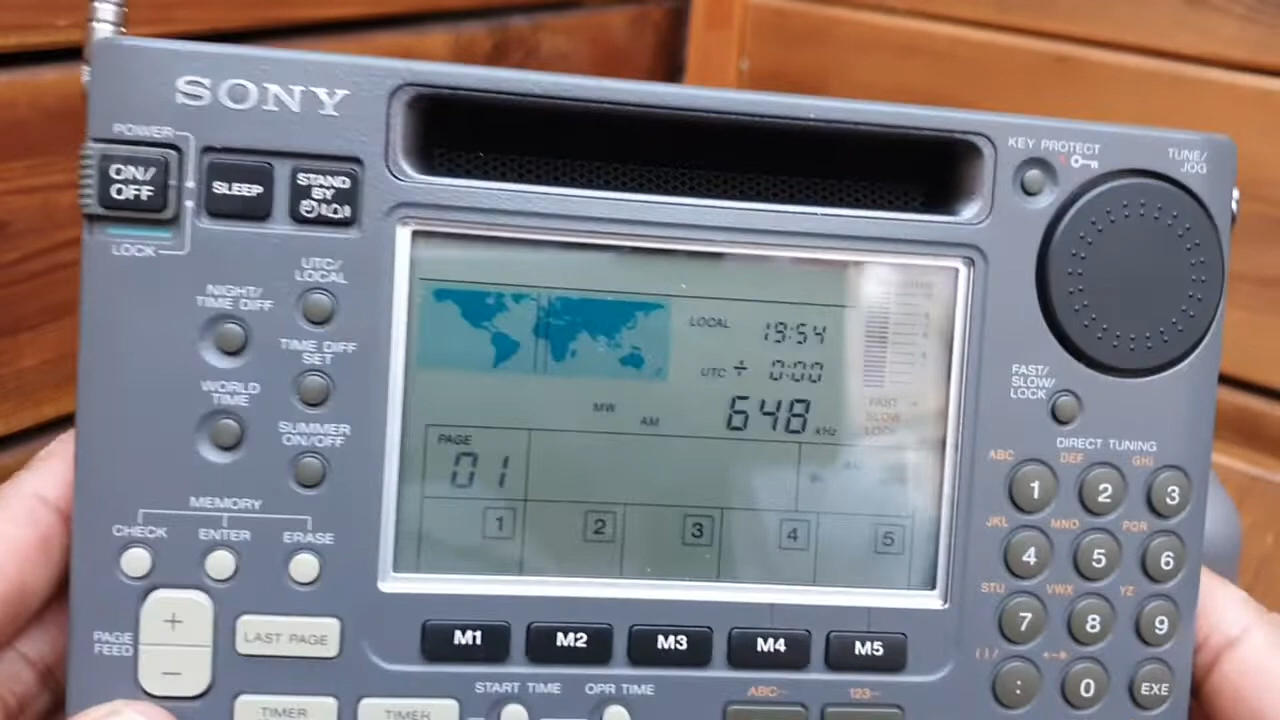 SONY
POWER
ON/
OFF
SLEEP
STAND
BY
LOCK
KEY PROTECT
TUNE/
JOG
NIGHT/
TIME DIFF
UTC/
LOCAL
TIME DIFF
SET
WORLD
TIME
SUMMER
ON/OFF
LOCAL 19:54
UTC ÷ 0:00
MW AM 648 kHz
FAST
SLOW
LOCK
PAGE
01
1 2 3 4 5
FAST/
SLOW/
LOCK
DIRECT TUNING
ABC DEF GHI
1 2 3
JKL MNO PQR
4 5 6
STU VWX YZ
7 8 9
: 0 EXE
MEMORY
CHECK ENTER ERASE
PAGE
FEED
+
−
LAST PAGE
M1 M2 M3 M4 M5
START TIME OPR TIME
ABC 123
TIMER TIMER